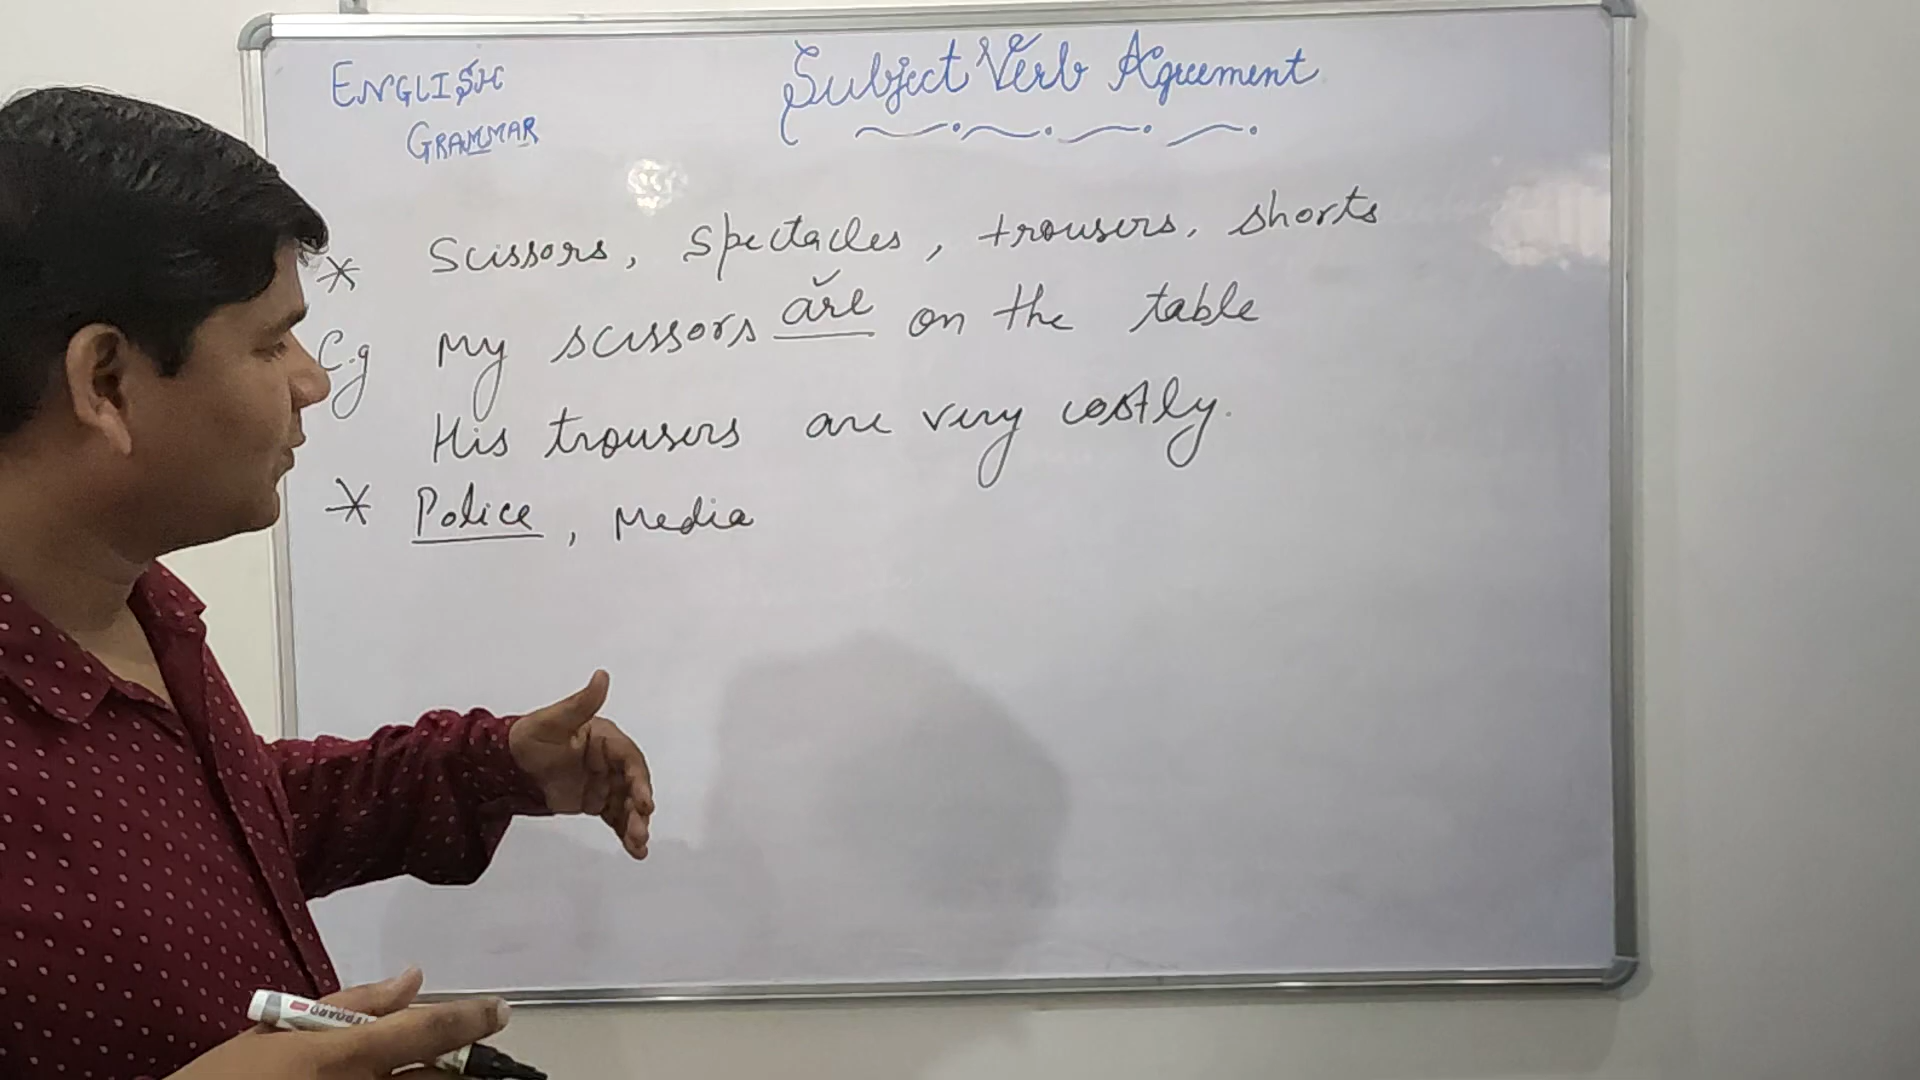 ENGLISH
GRAMMAR
Subject Verb Agreement
* Scissors, Spectacles, trousers, shorts
e.g My scissors are on the table
His trousers are very costly.
* Police, Media